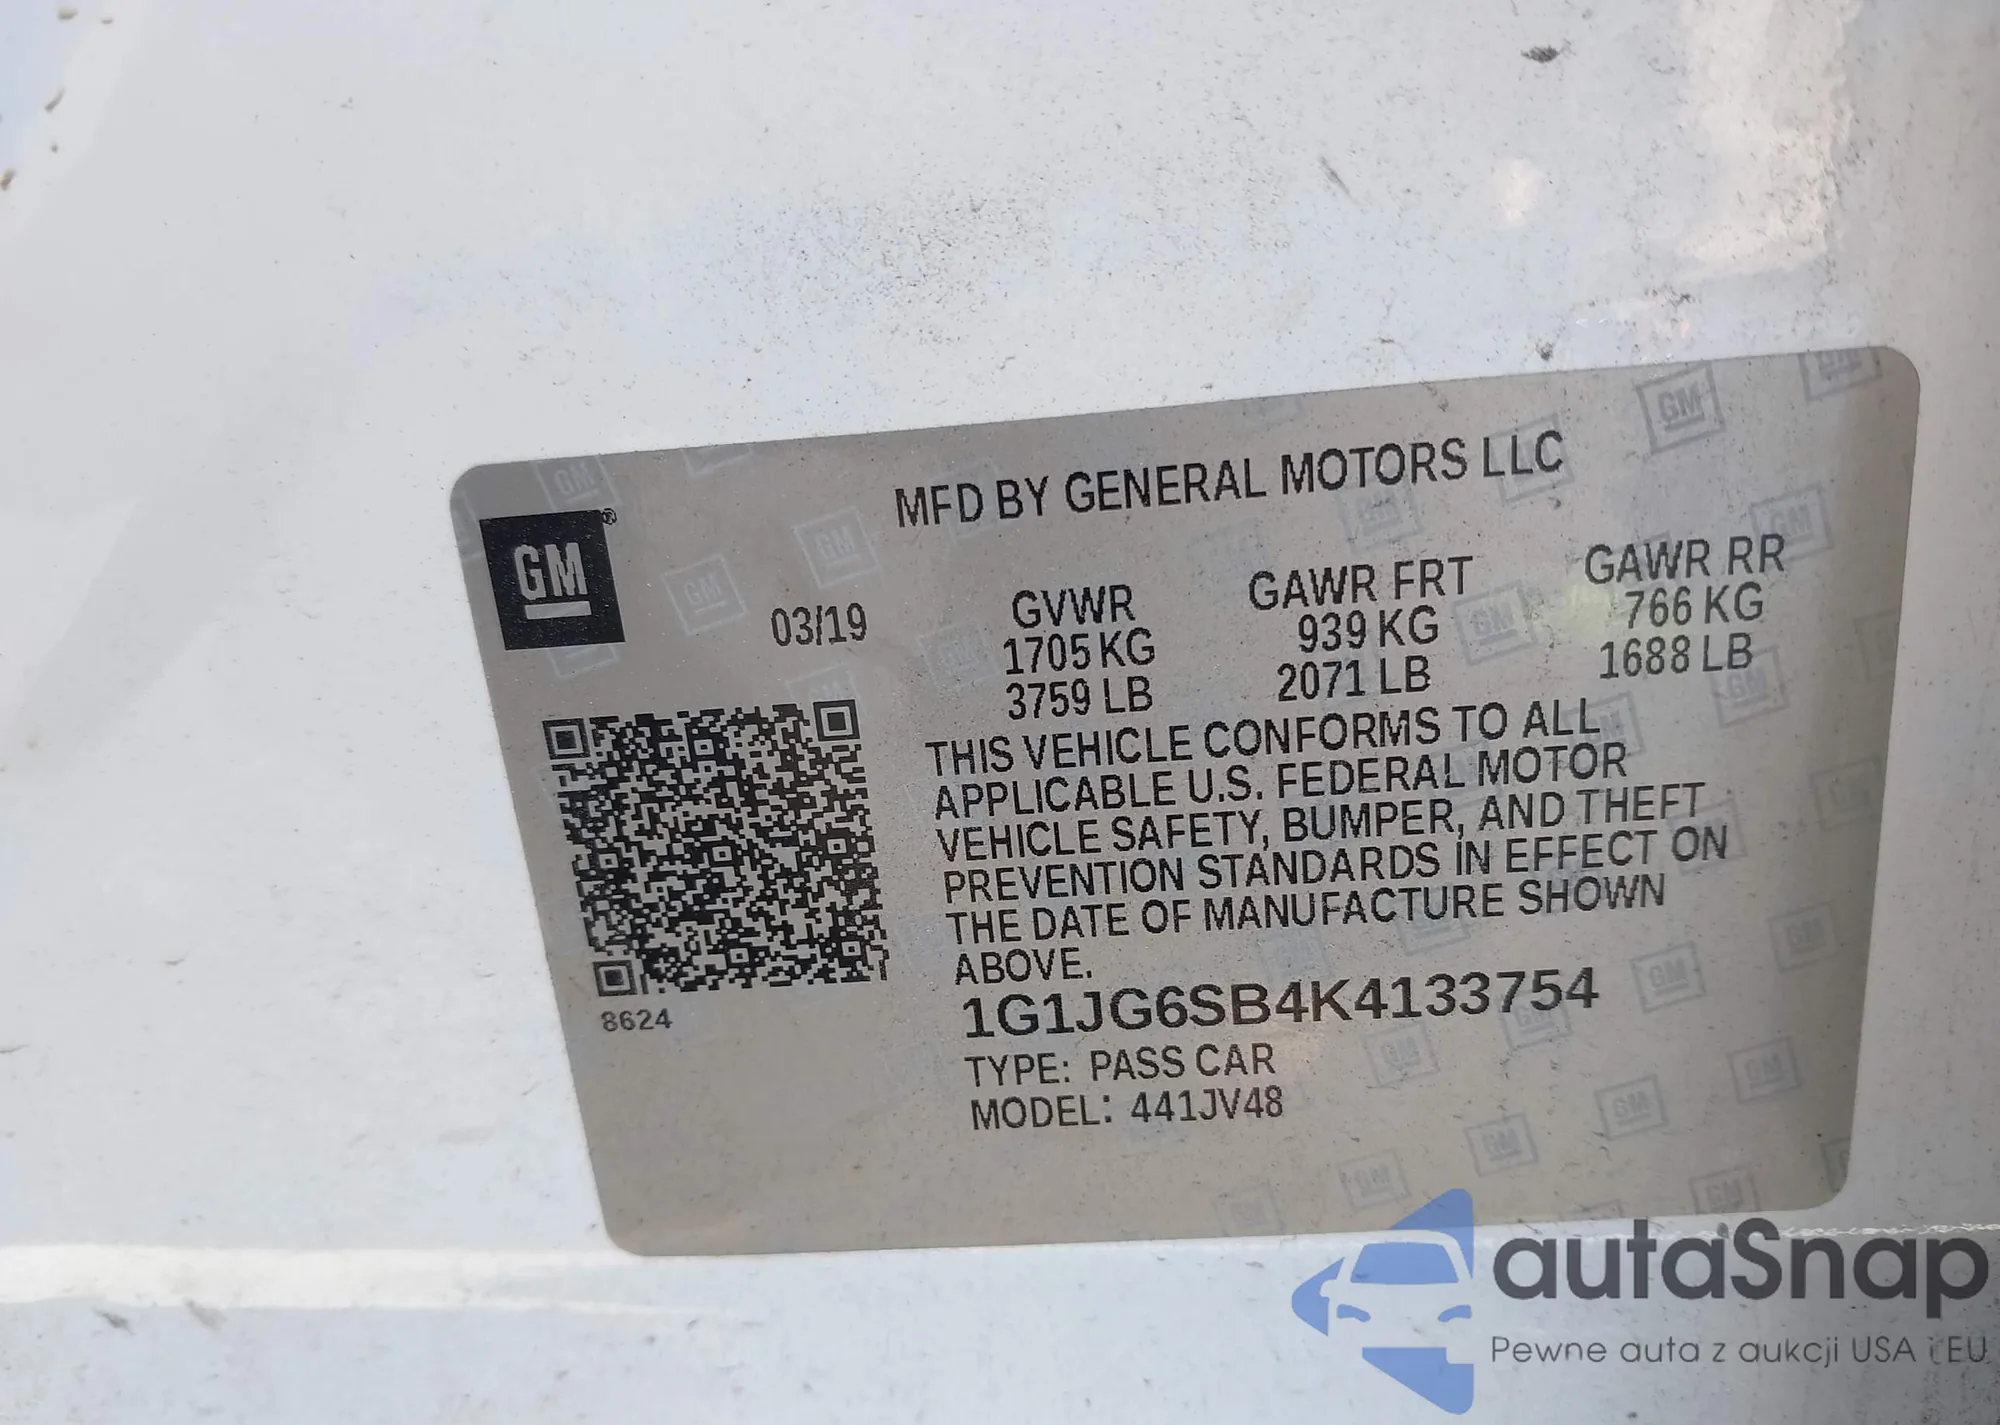 MFD BY GENERAL MOTORS LLC
GM®
03/19
GVWR GAWR FRT GAWR RR
1705 KG 939 KG 766 KG
3759 LB 2071 LB 1688 LB
THIS VEHICLE CONFORMS TO ALL
APPLICABLE U.S. FEDERAL MOTOR
VEHICLE SAFETY, BUMPER, AND THEFT
PREVENTION STANDARDS IN EFFECT ON
THE DATE OF MANUFACTURE SHOWN
ABOVE.
8624
1G1JG6SB4K4133754
TYPE: PASS CAR
MODEL: 441JV48
autaSnap
Pewne auta z aukcji USA i EU